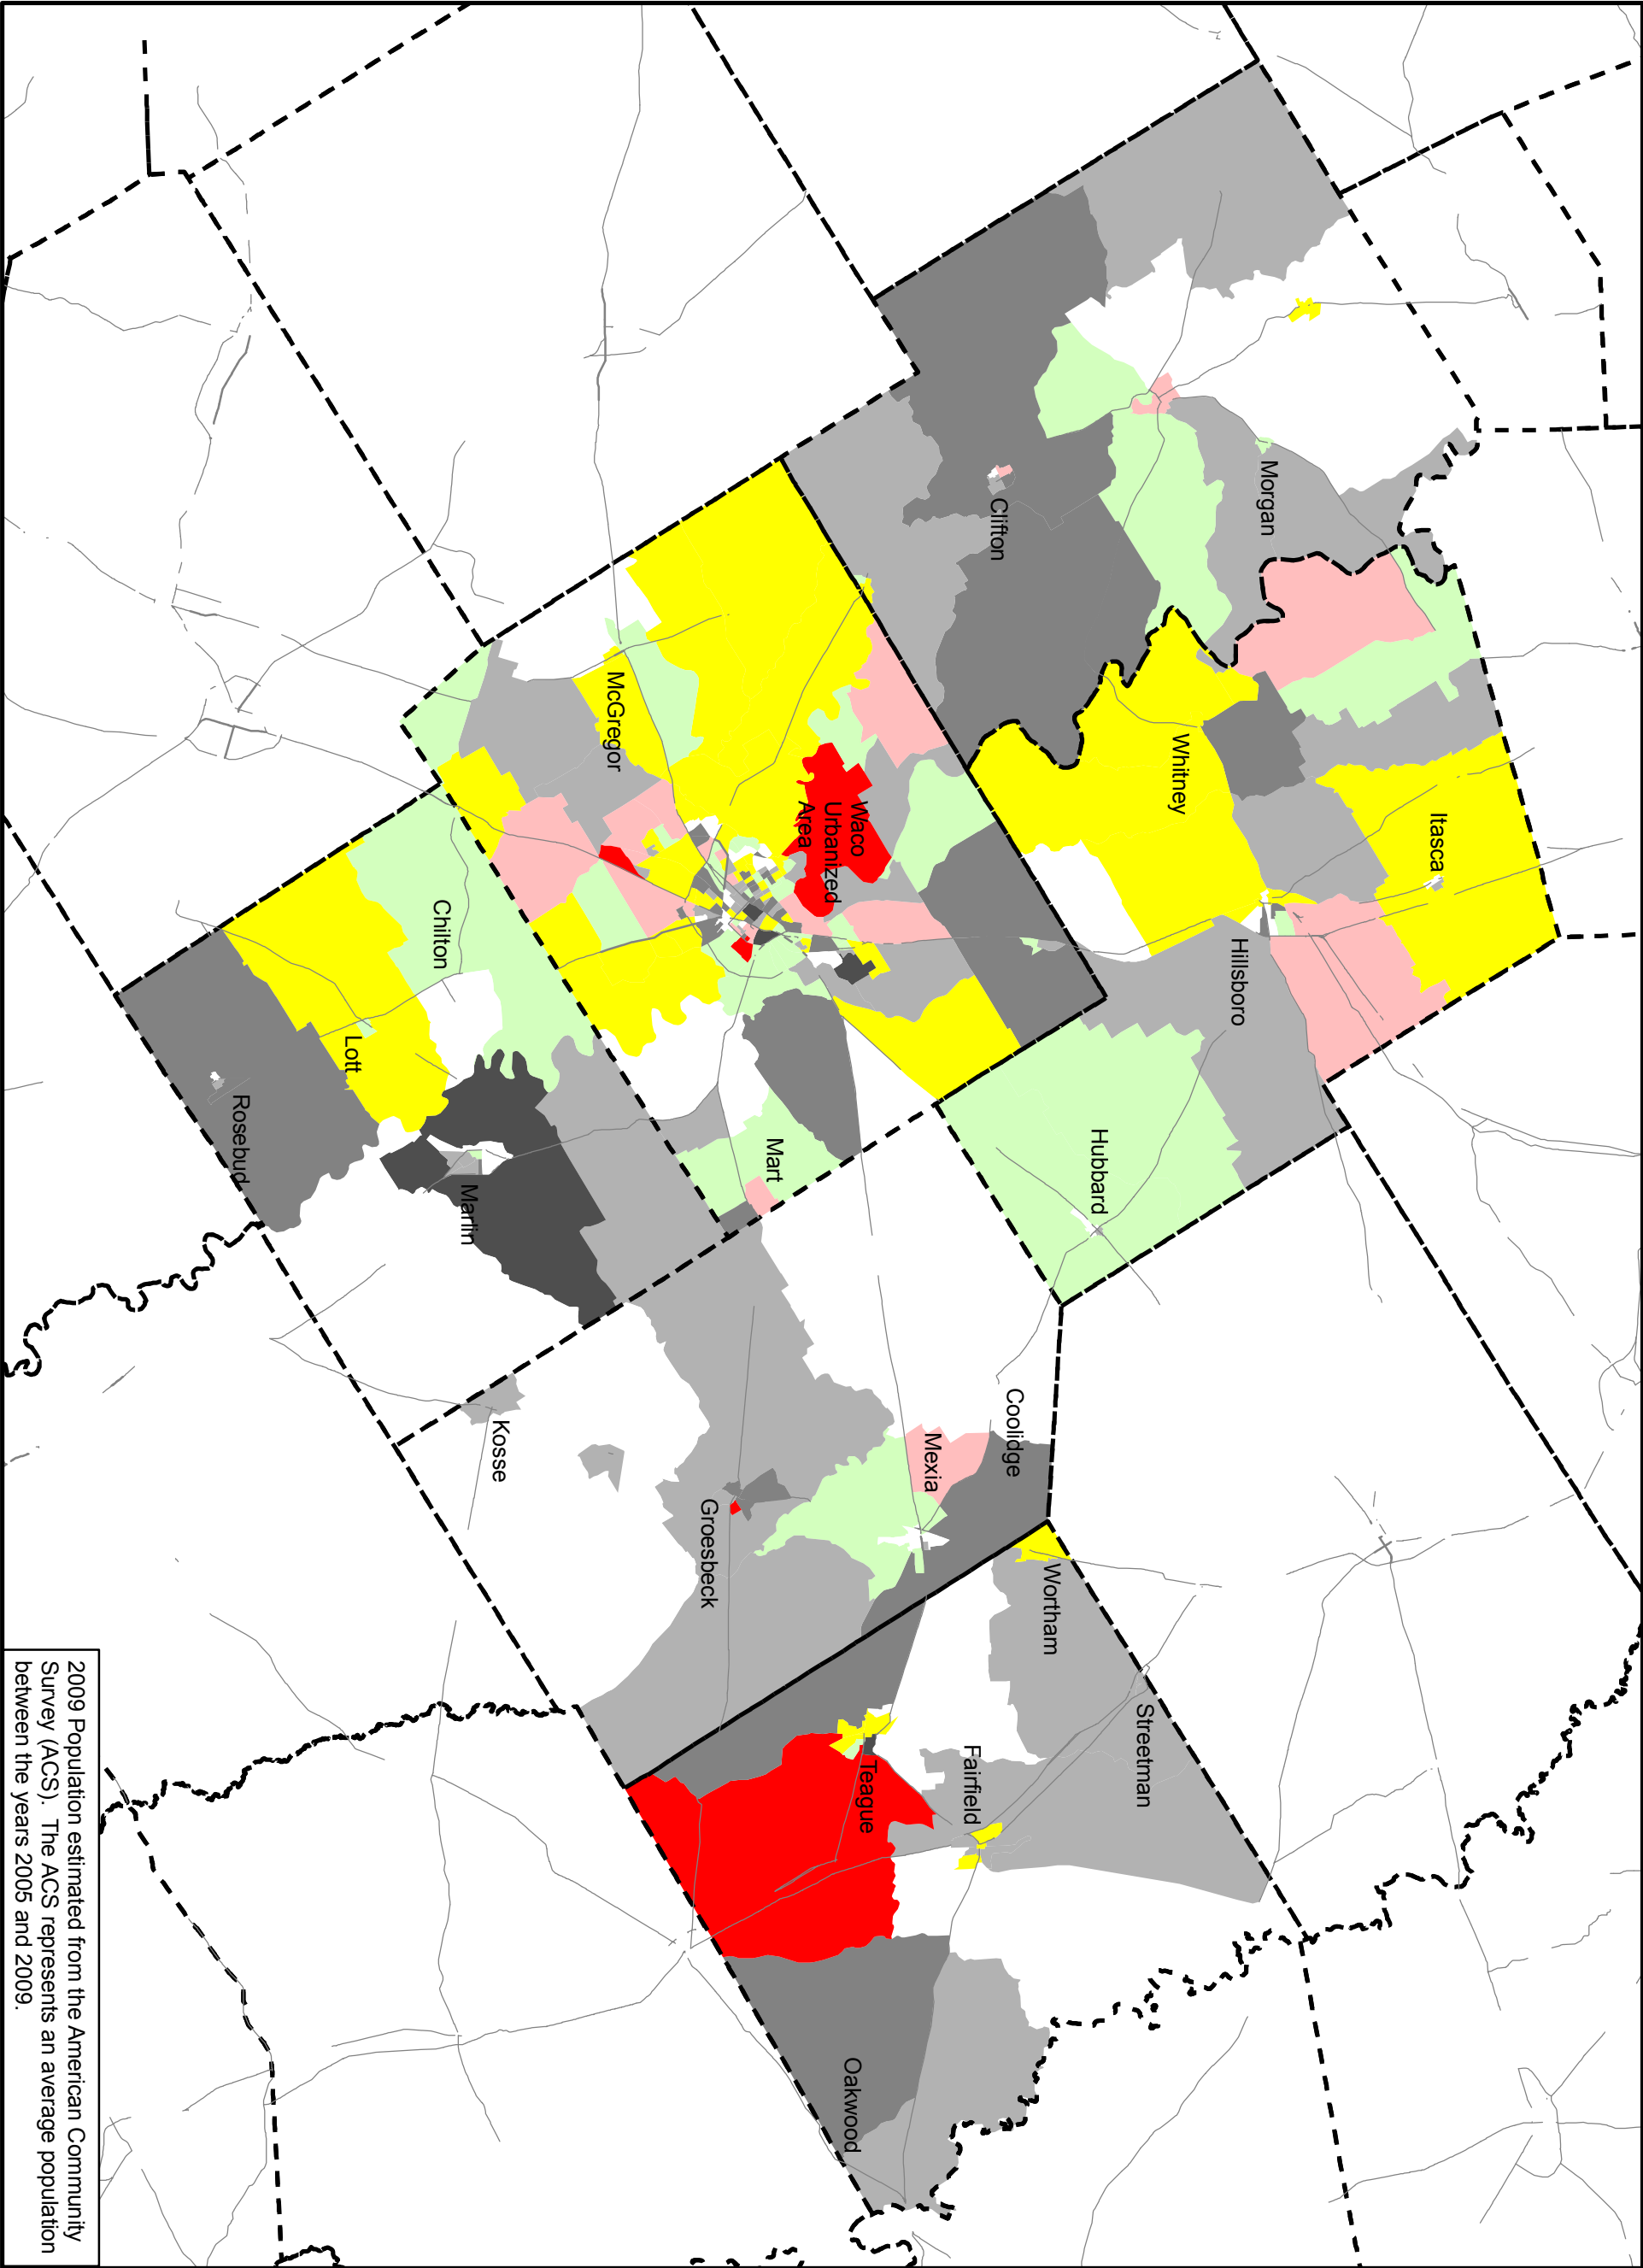 Itasca
Morgan
Whitney
Hillsboro
Hubbard
Clifton
Waco
Urbanized
Area
McGregor
Mart
Chilton
Lott
Rosebud
Marlin
Kosse
Groesbeck
Mexia
Coolidge
Wortham
Streetman
Fairfield
Teague
Oakwood
2009 Population estimated from the American Community
Survey (ACS). The ACS represents an average population
between the years 2005 and 2009.